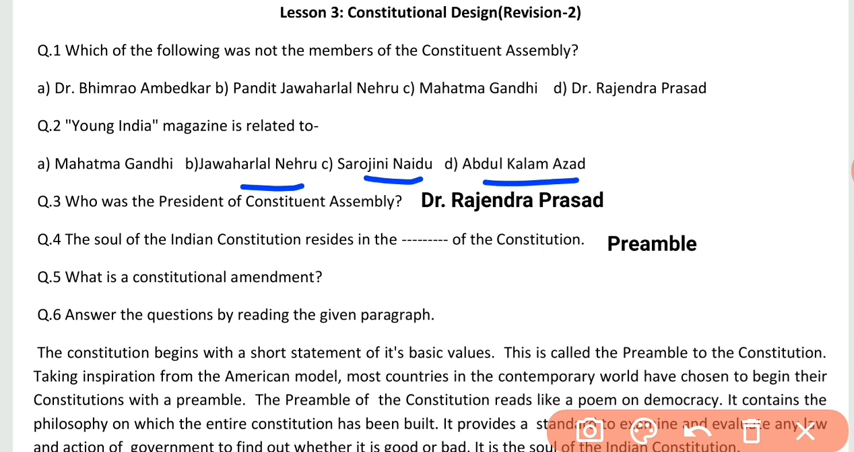 Lesson 3: Constitutional Design(Revision-2)
Q.1 Which of the following was not the members of the Constituent Assembly?
a) Dr. Bhimrao Ambedkar b) Pandit Jawaharlal Nehru c) Mahatma Gandhi d) Dr. Rajendra Prasad
Q.2 "Young India" magazine is related to-
a) Mahatma Gandhi b)Jawaharlal Nehru c) Sarojini Naidu d) Abdul Kalam Azad
Q.3 Who was the President of Constituent Assembly? Dr. Rajendra Prasad
Q.4 The soul of the Indian Constitution resides in the --------- of the Constitution. Preamble
Q.5 What is a constitutional amendment?
Q.6 Answer the questions by reading the given paragraph.
The constitution begins with a short statement of it's basic values. This is called the Preamble to the Constitution.
Taking inspiration from the American model, most countries in the contemporary world have chosen to begin their
Constitutions with a preamble. The Preamble of the Constitution reads like a poem on democracy. It contains the
philosophy on which the entire constitution has been built. It provides a standard to examine and evaluate any law
and action of government to find out whether it is good or bad. It is the soul of the Indian Constitution.